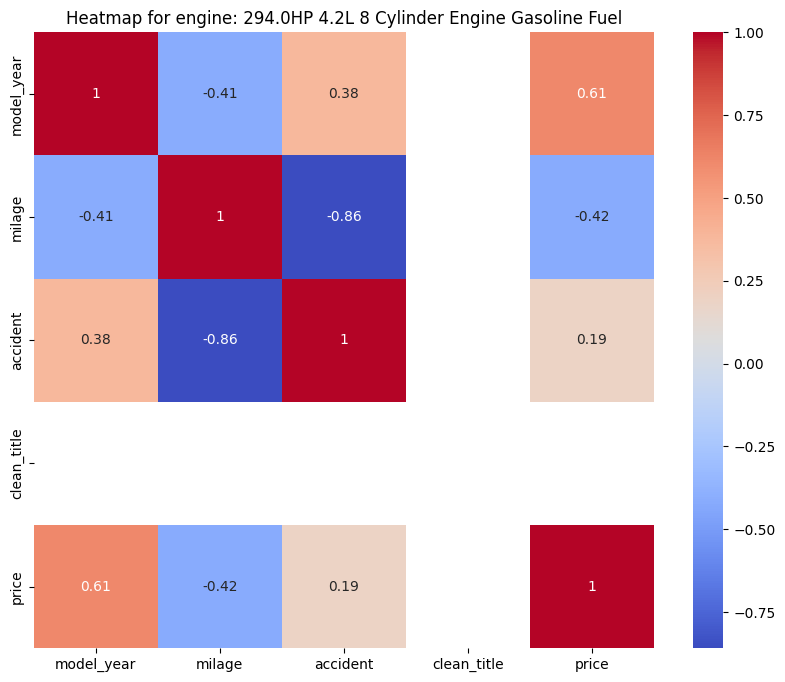 Heatmap for engine: 294.0HP 4.2L 8 Cylinder Engine Gasoline Fuel
model_year
1
-0.41
0.38
0.61
milage
-0.41
1
-0.86
-0.42
accident
0.38
-0.86
1
0.19
clean_title
price
0.61
-0.42
0.19
1
model_year
milage
accident
clean_title
price
1.00
0.75
0.50
0.25
0.00
−0.25
−0.50
−0.75